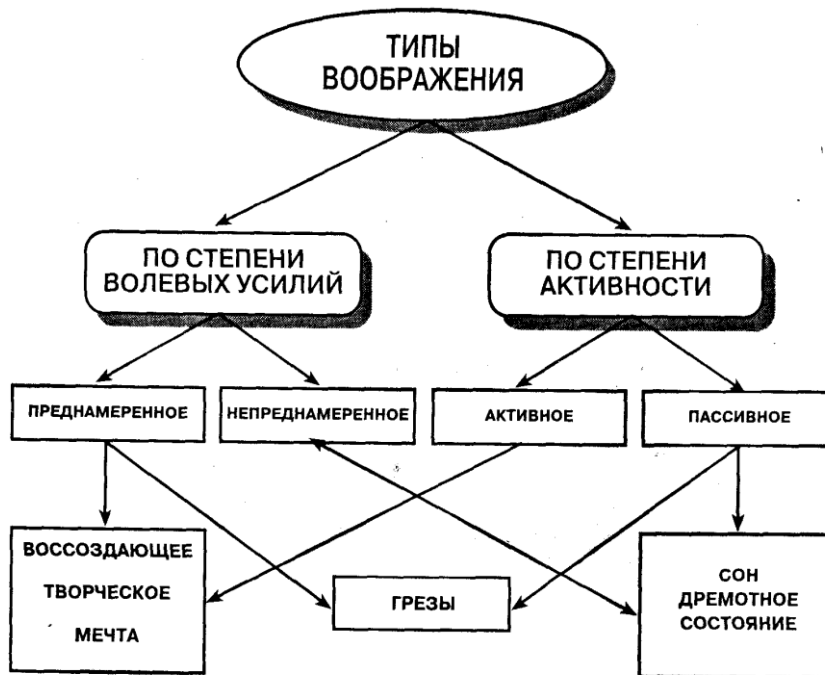 ТИПЫ
ВООБРАЖЕНИЯ
ПО СТЕПЕНИ
ВОЛЕВЫХ УСИЛИЙ
ПО СТЕПЕНИ
АКТИВНОСТИ
ПРЕДНАМЕРЕННОЕ
НЕПРЕДНАМЕРЕННОЕ
АКТИВНОЕ
ПАССИВНОЕ
ВОССОЗДАЮЩЕЕ
ТВОРЧЕСКОЕ
МЕЧТА
ГРЕЗЫ
СОН
ДРЕМОТНОЕ
СОСТОЯНИЕ